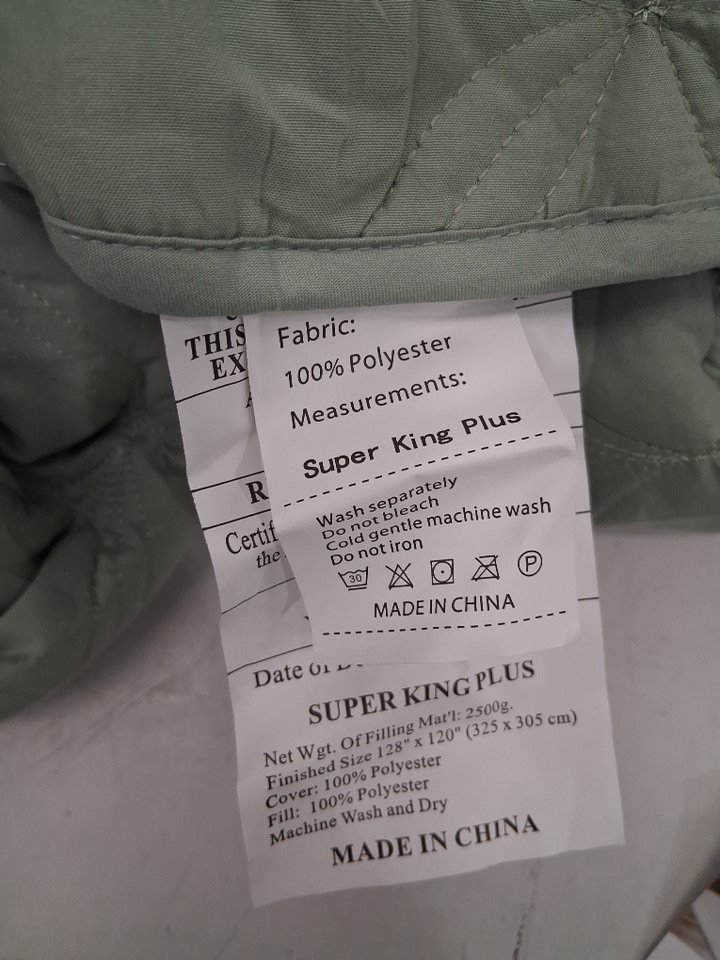 Fabric:
100% Polyester
Measurements:
Super King Plus
Wash separately
Do not bleach
Cold gentle machine wash
Do not iron
30
P
MADE IN CHINA
THIS
EX
R
Certif
the
Date of
SUPER KING PLUS
Net Wgt. Of Filling Mat'l: 2500g.
Finished Size 128" x 120" (325 x 305 cm)
Cover: 100% Polyester
Fill: 100% Polyester
Machine Wash and Dry
MADE IN CHINA